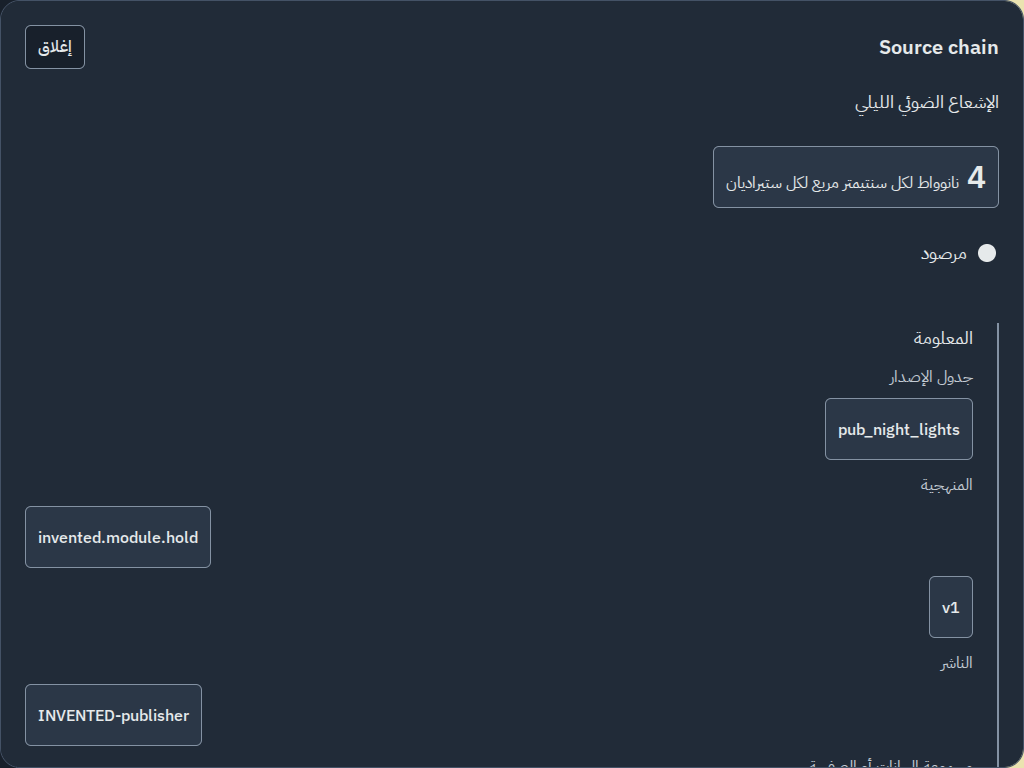 Source chain
إغلاق
الإشعاع الضوئي الليلي
4 نانوواط لكل سنتيمتر مربع لكل ستيراديان
مرصود
المعلومة
جدول الإصدار
pub_night_lights
المنهجية
invented.module.hold
v1
الناشر
INVENTED-publisher